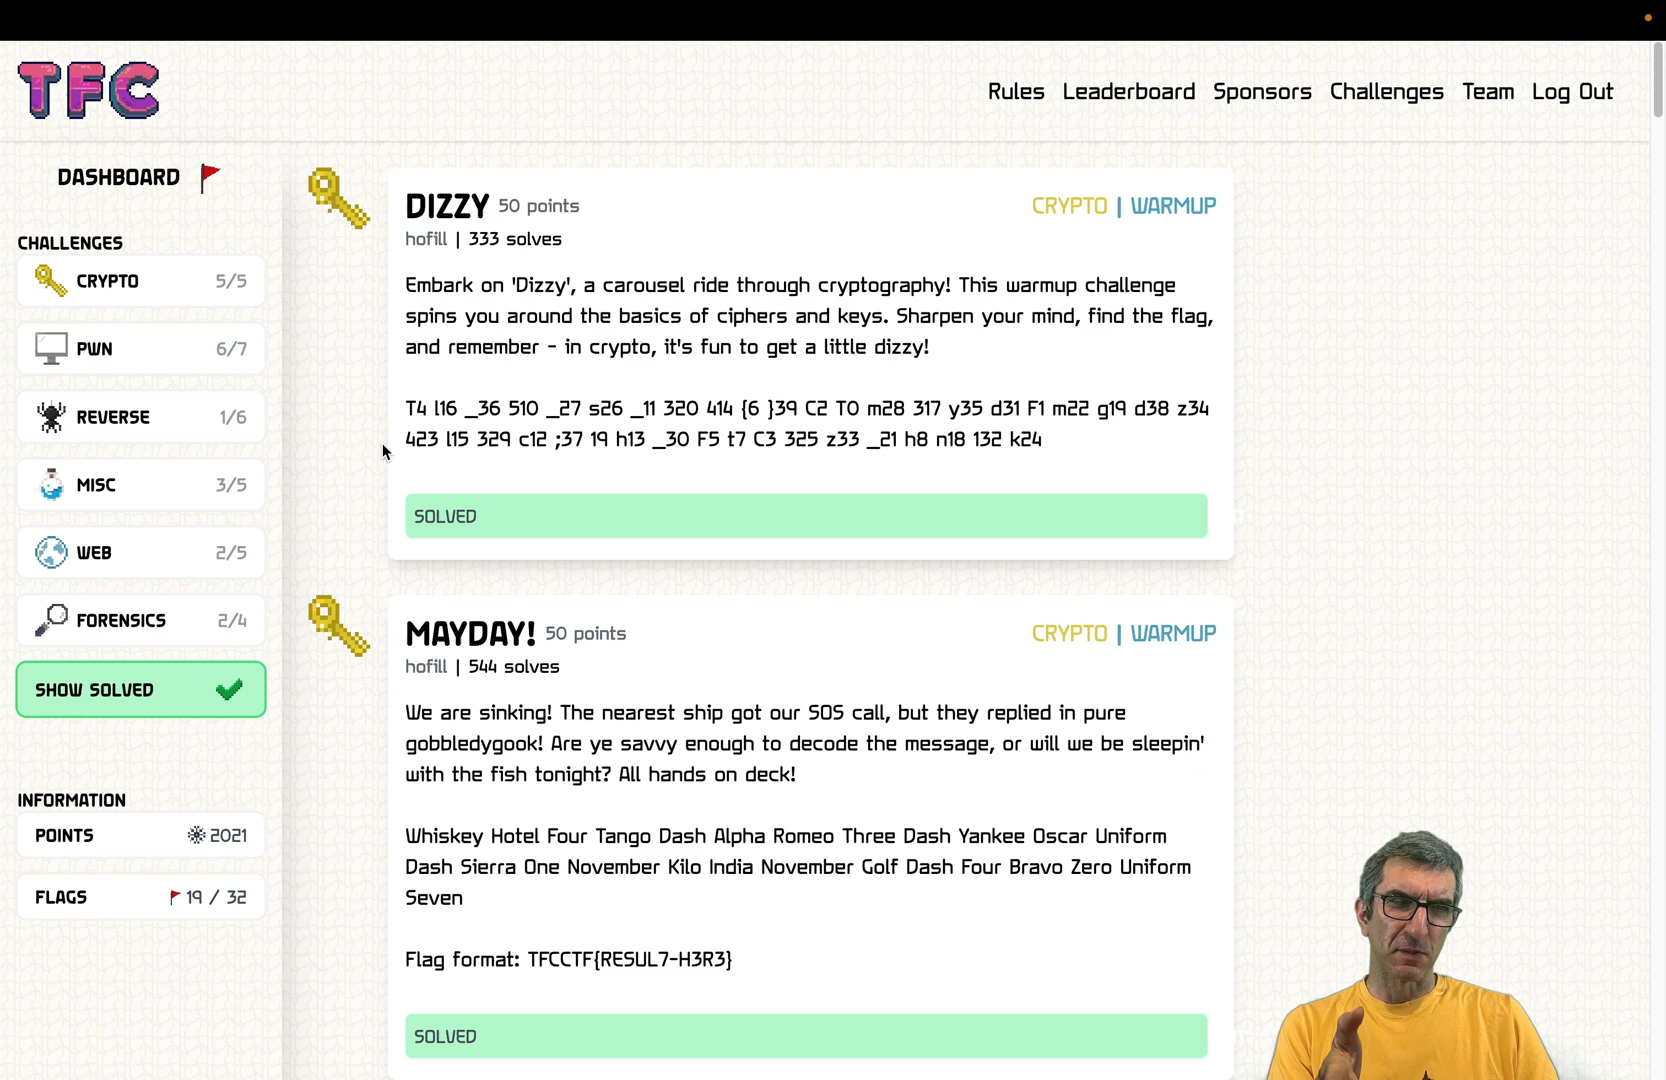 TFC
Rules Leaderboard Sponsors Challenges Team Log Out
DASHBOARD
CHALLENGES
CRYPTO 5/5
PWN 6/7
REVERSE 1/6
MISC 3/5
WEB 2/5
FORENSICS 2/4
SHOW SOLVED
INFORMATION
POINTS 2021
FLAGS 19 / 32
DIZZY 50 points CRYPTO | WARMUP
hofill | 333 solves
Embark on 'Dizzy', a carousel ride through cryptography! This warmup challenge
spins you around the basics of ciphers and keys. Sharpen your mind, find the flag,
and remember - in crypto, it's fun to get a little dizzy!
T4 l16 _36 510 _27 s26 _11 320 414 {6 }39 C2 T0 m28 317 y35 d31 F1 m22 g19 d38 z34
423 l15 329 c12 ;37 19 h13 _30 F5 t7 C3 325 z33 _21 h8 n18 132 k24
SOLVED
MAYDAY! 50 points CRYPTO | WARMUP
hofill | 544 solves
We are sinking! The nearest ship got our SOS call, but they replied in pure
gobbledygook! Are ye savvy enough to decode the message, or will we be sleepin'
with the fish tonight? All hands on deck!
Whiskey Hotel Four Tango Dash Alpha Romeo Three Dash Yankee Oscar Uniform
Dash Sierra One November Kilo India November Golf Dash Four Bravo Zero Uniform
Seven
Flag format: TFCCTF{RESUL7-H3R3}
SOLVED